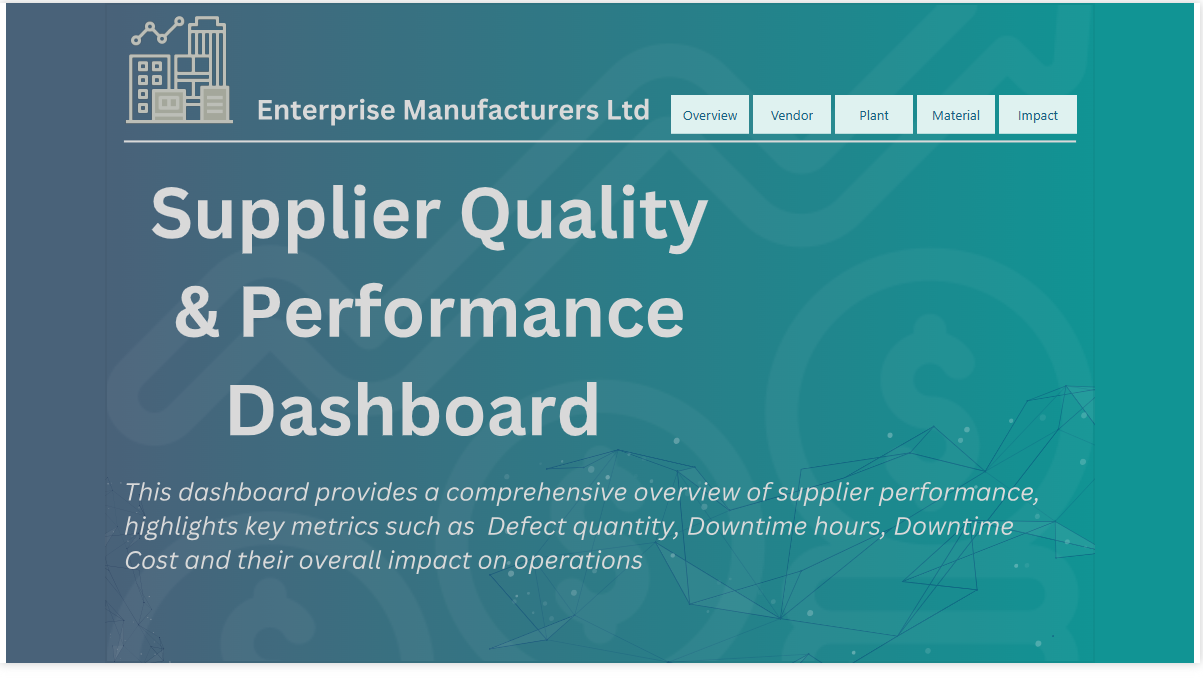 Enterprise Manufacturers Ltd
Overview Vendor Plant Material Impact
Supplier Quality
& Performance
Dashboard
This dashboard provides a comprehensive overview of supplier performance,
highlights key metrics such as  Defect quantity, Downtime hours, Downtime
Cost and their overall impact on operations